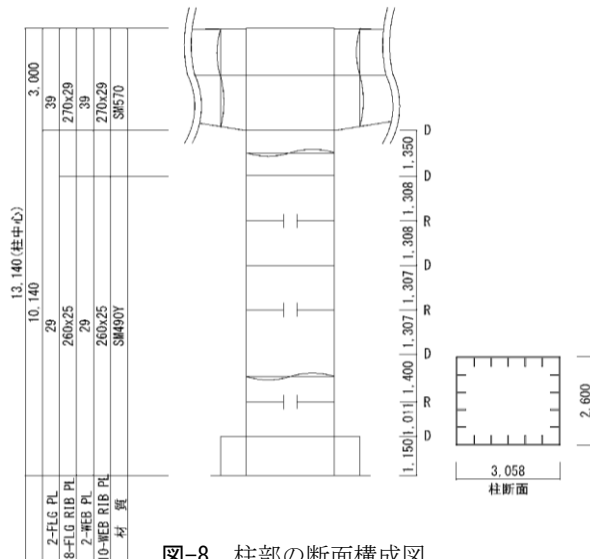 13,140(柱中心)
3,000
10,140
39
29
2-FLG PL
270x29
260x25
8-FLG RIB PL
39
29
2-WEB PL
270x29
260x25
10-WEB RIB PL
SM570
SM490Y
材 質
D
1,350
D
1,308
R
1,308
D
1,307
R
1,307
D
1,400
R
1,011
D
1,150
2,600
3,058
柱断面
図-8 柱部の断面構成図